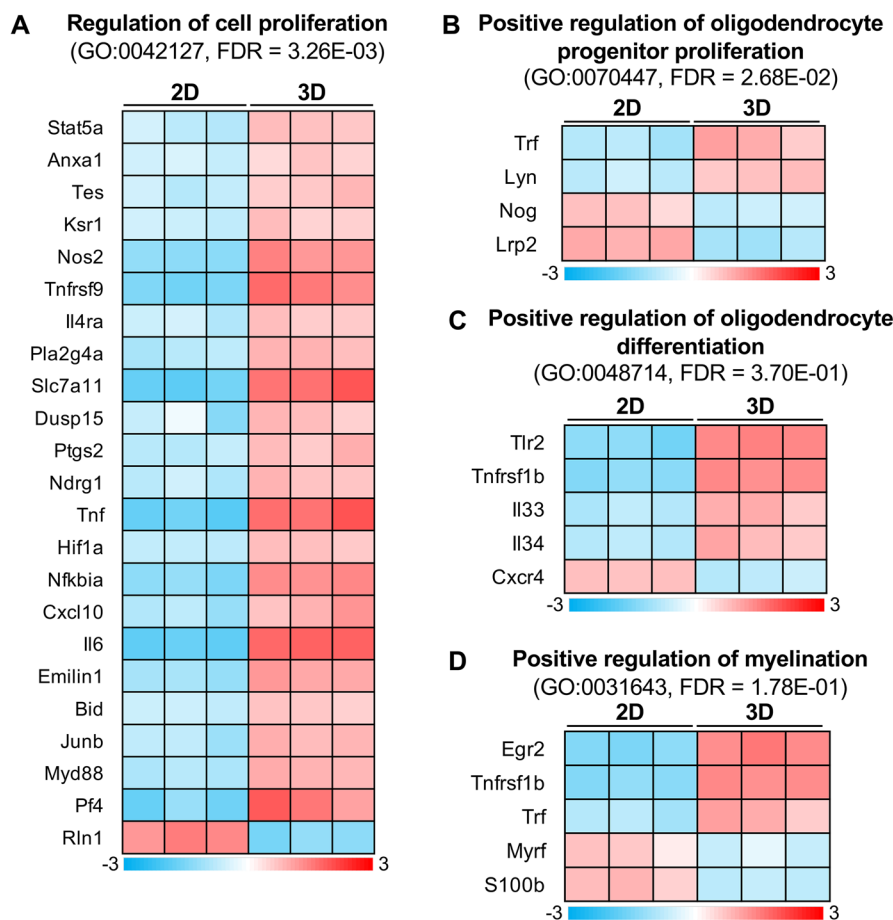 A
Regulation of cell proliferation
(GO:0042127, FDR = 3.26E-03)
2D 3D
Stat5a
Anxa1
Tes
Ksr1
Nos2
Tnfrsf9
Il4ra
Pla2g4a
Slc7a11
Dusp15
Ptgs2
Ndrg1
Tnf
Hif1a
Nfkbia
Cxcl10
Il6
Emilin1
Bid
Junb
Myd88
Pf4
Rln1
-3 3
B
Positive regulation of oligodendrocyte
progenitor proliferation
(GO:0070447, FDR = 2.68E-02)
2D 3D
Trf
Lyn
Nog
Lrp2
-3 3
C
Positive regulation of oligodendrocyte
differentiation
(GO:0048714, FDR = 3.70E-01)
2D 3D
Tlr2
Tnfrsf1b
Il33
Il34
Cxcr4
-3 3
D
Positive regulation of myelination
(GO:0031643, FDR = 1.78E-01)
2D 3D
Egr2
Tnfrsf1b
Trf
Myrf
S100b
-3 3